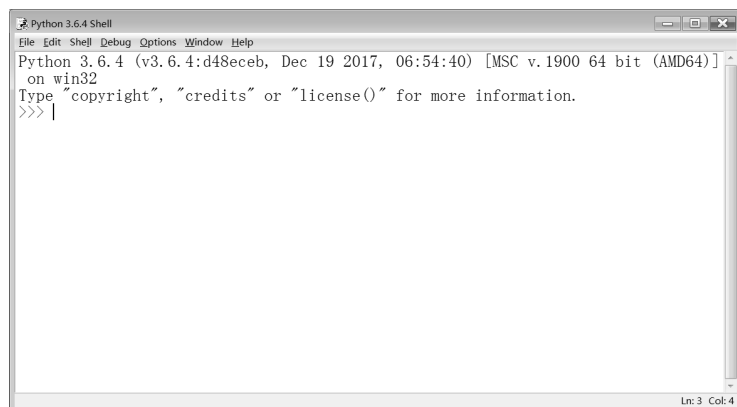 Python 3.6.4 Shell
File Edit Shell Debug Options Window Help
Python 3.6.4 (v3.6.4:d48eceb, Dec 19 2017, 06:54:40) [MSC v.1900 64 bit (AMD64)]
on win32
Type "copyright", "credits" or "license()" for more information.
>>>
Ln: 3 Col: 4